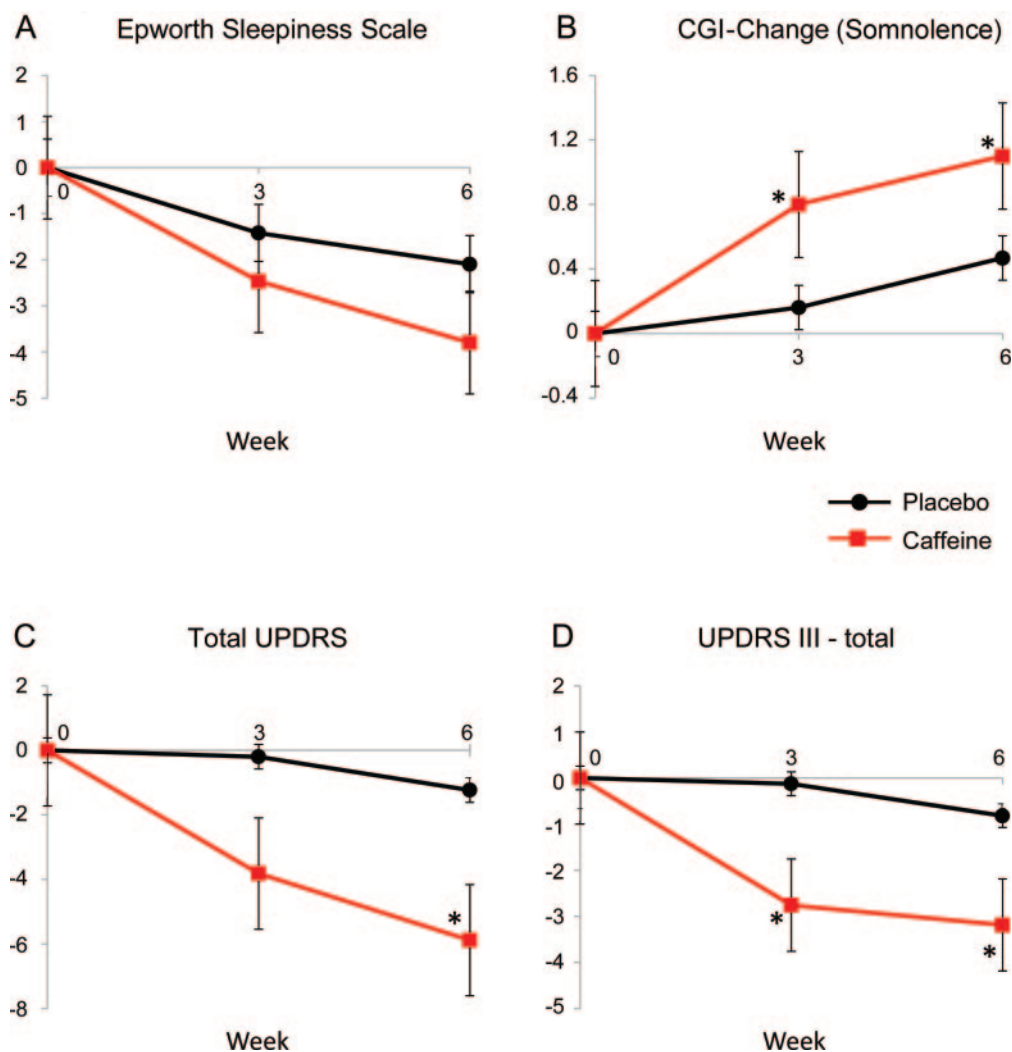 A Epworth Sleepiness Scale
2
1
0
-1
-2
-3
-4
-5
0 3 6
Week
B CGI-Change (Somnolence)
1.6
1.2
0.8
0.4
0
-0.4
0 3 6
* *
Week
Placebo
Caffeine
C Total UPDRS
2
0
-2
-4
-6
-8
0 3 6
*
Week
D UPDRS III - total
2
1
0
-1
-2
-3
-4
-5
0 3 6
* *
Week